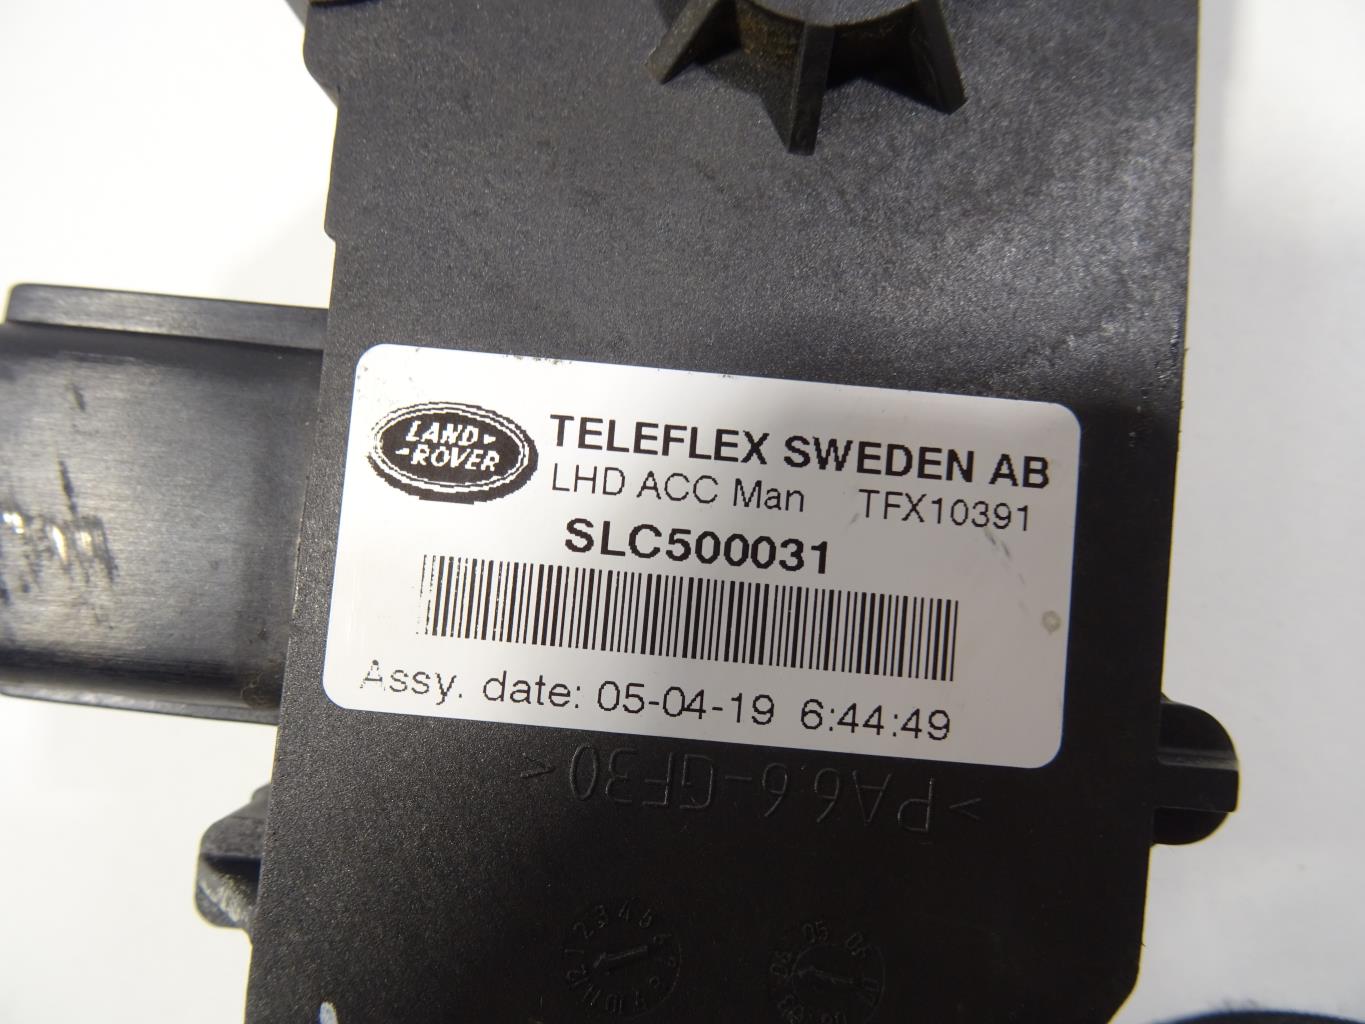 LAND
-ROVER
TELEFLEX SWEDEN AB
LHD ACC Man TFX10391
SLC500031
Assy. date: 05-04-19 6:44:49
>PA6.6-GF30<